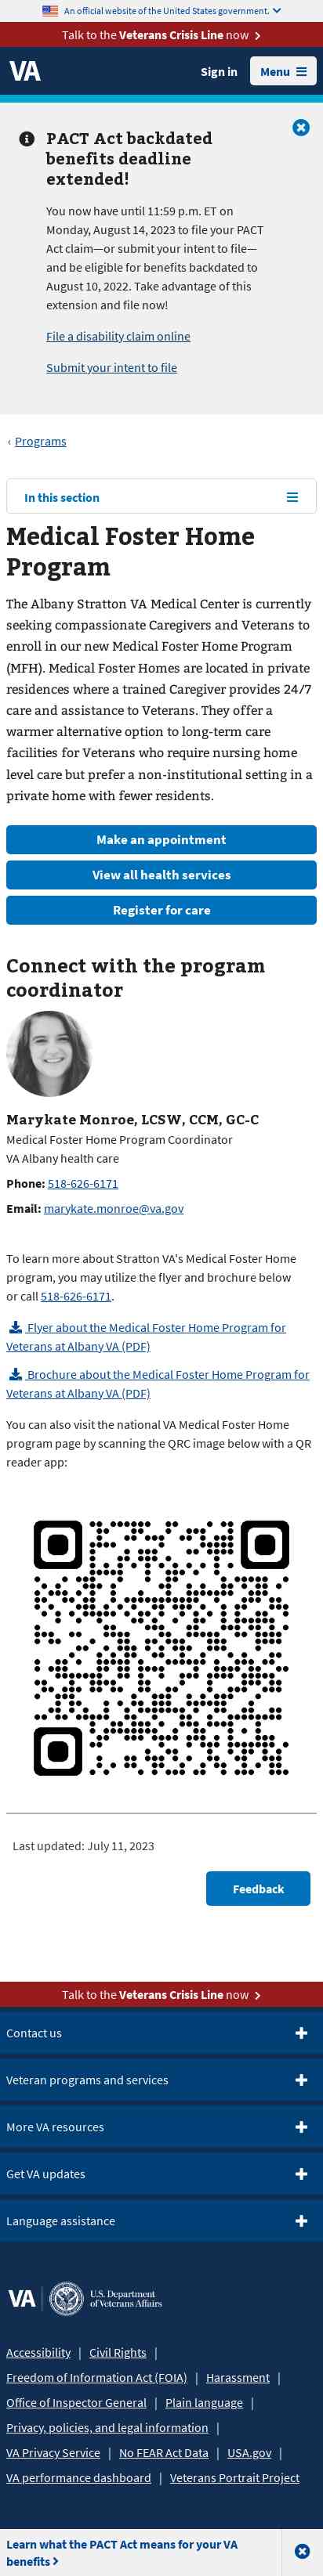 An official website of the United States government.
Talk to the Veterans Crisis Line now
VA
Sign in
Menu
PACT Act backdated
benefits deadline
extended!
You now have until 11:59 p.m. ET on
Monday, August 14, 2023 to file your PACT
Act claim—or submit your intent to file—
and be eligible for benefits backdated to
August 10, 2022. Take advantage of this
extension and file now!
File a disability claim online
Submit your intent to file
‹ Programs
In this section
Medical Foster Home
Program
The Albany Stratton VA Medical Center is currently
seeking compassionate Caregivers and Veterans to
enroll in our new Medical Foster Home Program
(MFH). Medical Foster Homes are located in private
residences where a trained Caregiver provides 24/7
care and assistance to Veterans. They offer a
warmer alternative option to long-term care
facilities for Veterans who require nursing home
level care but prefer a non-institutional setting in a
private home with fewer residents.
Make an appointment
View all health services
Register for care
Connect with the program
coordinator
Marykate Monroe, LCSW, CCM, GC-C
Medical Foster Home Program Coordinator
VA Albany health care
Phone: 518-626-6171
Email: marykate.monroe@va.gov
To learn more about Stratton VA's Medical Foster Home
program, you may utilize the flyer and brochure below
or call 518-626-6171.
Flyer about the Medical Foster Home Program for
Veterans at Albany VA (PDF)
Brochure about the Medical Foster Home Program for
Veterans at Albany VA (PDF)
You can also visit the national VA Medical Foster Home
program page by scanning the QRC image below with a QR
reader app:
Last updated: July 11, 2023
Feedback
Talk to the Veterans Crisis Line now
Contact us
Veteran programs and services
More VA resources
Get VA updates
Language assistance
VA
U.S. Department
of Veterans Affairs
Accessibility | Civil Rights |
Freedom of Information Act (FOIA) | Harassment |
Office of Inspector General | Plain language |
Privacy, policies, and legal information |
VA Privacy Service | No FEAR Act Data | USA.gov |
VA performance dashboard | Veterans Portrait Project
Learn what the PACT Act means for your VA
benefits